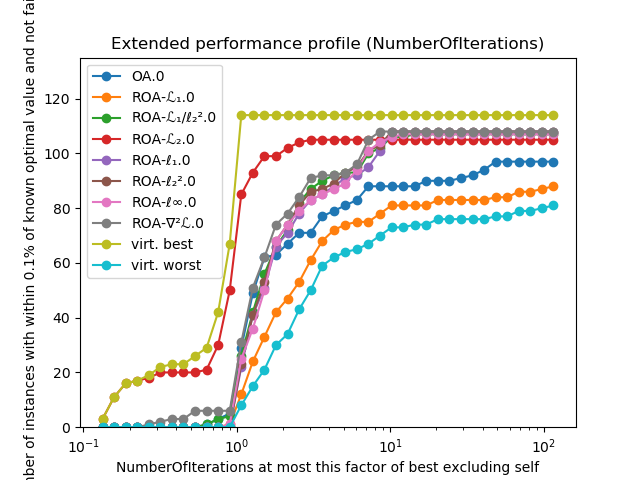 Extended performance profile (NumberOfIterations)
mber of instances with within 0.1% of known optimal value and not fai
120
100
80
60
40
20
0
OA.0
ROA-ℒ₁.0
ROA-ℒ₁/ℓ₂².0
ROA-ℒ₂.0
ROA-ℓ₁.0
ROA-ℓ₂².0
ROA-ℓ∞.0
ROA-∇²ℒ.0
virt. best
virt. worst
10⁻¹ 10⁰ 10¹ 10²
NumberOfIterations at most this factor of best excluding self